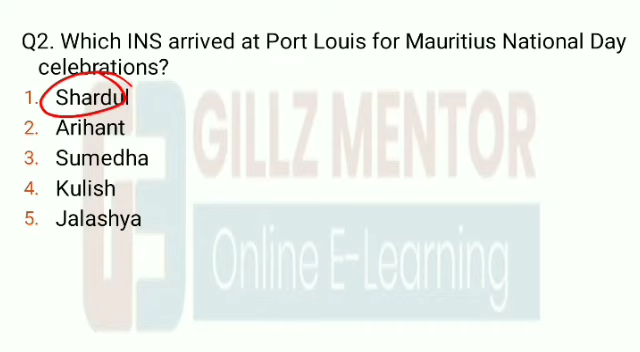 Q2. Which INS arrived at Port Louis for Mauritius National Day
celebrations?
1. Shardul
2. Arihant
3. Sumedha
4. Kulish
5. Jalashya
GILLZ MENTOR
Online E-Learning